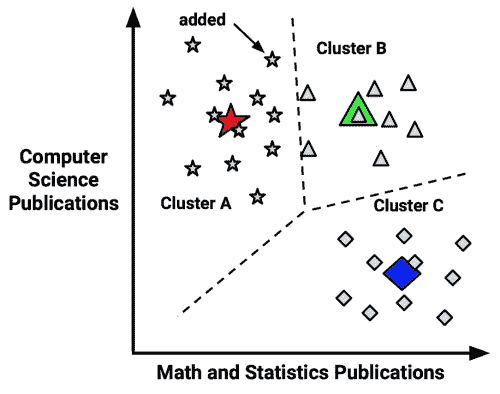 added
Cluster B
Computer
Science
Publications
Cluster A
Cluster C
Math and Statistics Publications